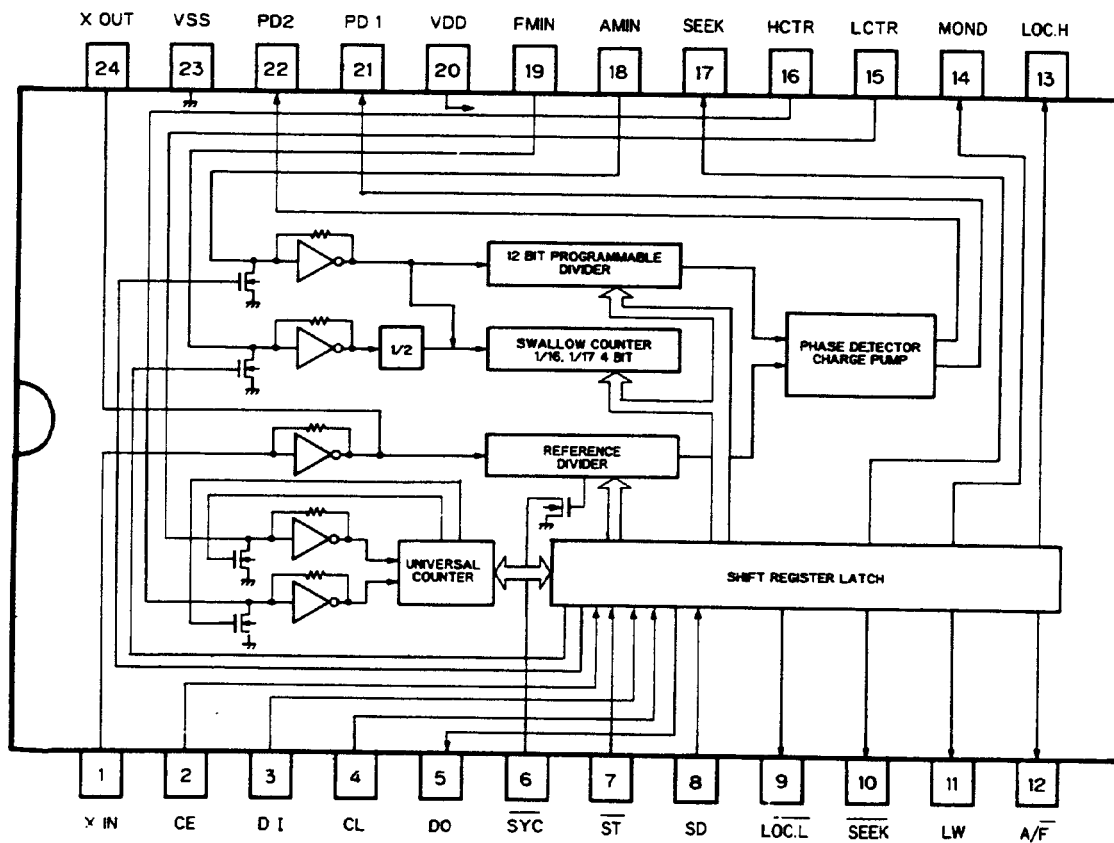 X OUT VSS PD2 PD 1 VDD FMIN AMIN SEEK HCTR LCTR MOND LOC.H
24 23 22 21 20 19 18 17 16 15 14 13
12 BIT PROGRAMMABLE
DIVIDER
1/2
SWALLOW COUNTER
1/16, 1/17 4 BIT
PHASE DETECTOR
CHARGE PUMP
REFERENCE
DIVIDER
UNIVERSAL
COUNTER
SHIFT REGISTER LATCH
1 2 3 4 5 6 7 8 9 10 11 12
X IN CE D I CL DO SYC ST SD LOC.L SEEK LW A/F